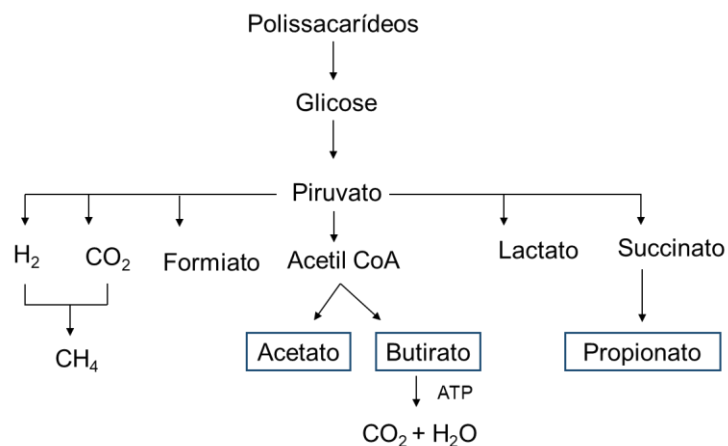 Polissacarídeos
Glicose
Piruvato
H₂
CO₂
Formiato
Acetil CoA
Lactato
Succinato
CH₄
Acetato
Butirato
Propionato
ATP
CO₂ + H₂O